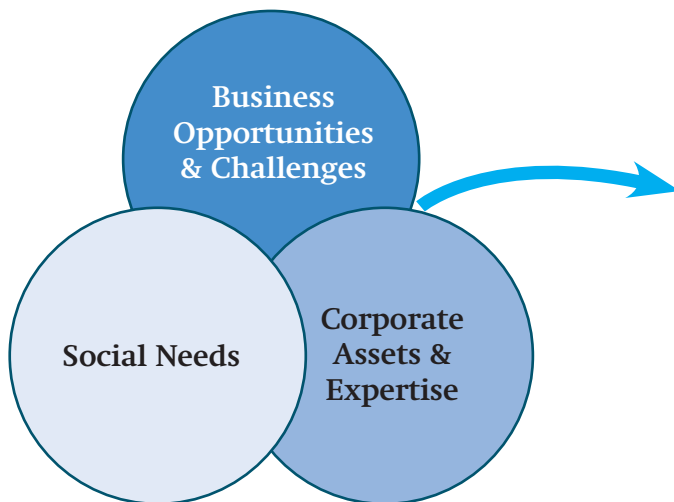 Business
Opportunities
& Challenges
Social Needs
Corporate
Assets &
Expertise